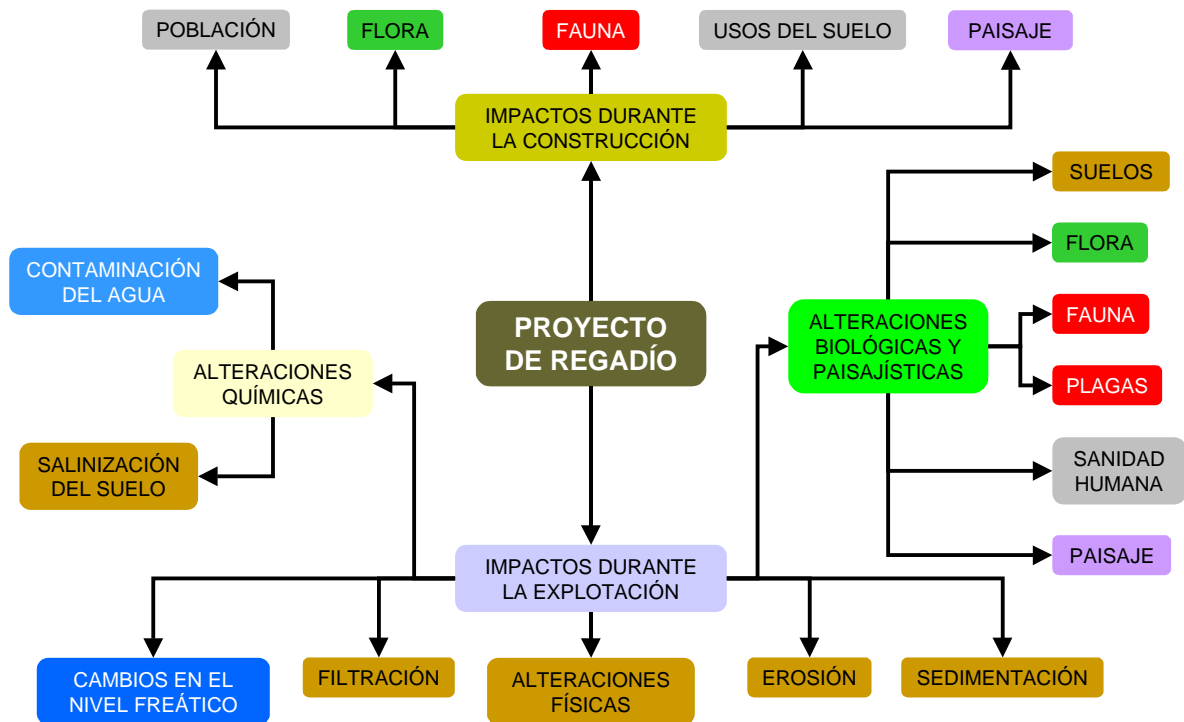 POBLACIÓN
FLORA
FAUNA
USOS DEL SUELO
PAISAJE
IMPACTOS DURANTE
LA CONSTRUCCIÓN
SUELOS
FLORA
CONTAMINACIÓN
DEL AGUA
PROYECTO
DE REGADÍO
ALTERACIONES
BIOLÓGICAS Y
PAISAJÍSTICAS
FAUNA
PLAGAS
ALTERACIONES
QUÍMICAS
SALINIZACIÓN
DEL SUELO
SANIDAD
HUMANA
PAISAJE
IMPACTOS DURANTE
LA EXPLOTACIÓN
CAMBIOS EN EL
NIVEL FREÁTICO
FILTRACIÓN
ALTERACIONES
FÍSICAS
EROSIÓN
SEDIMENTACIÓN